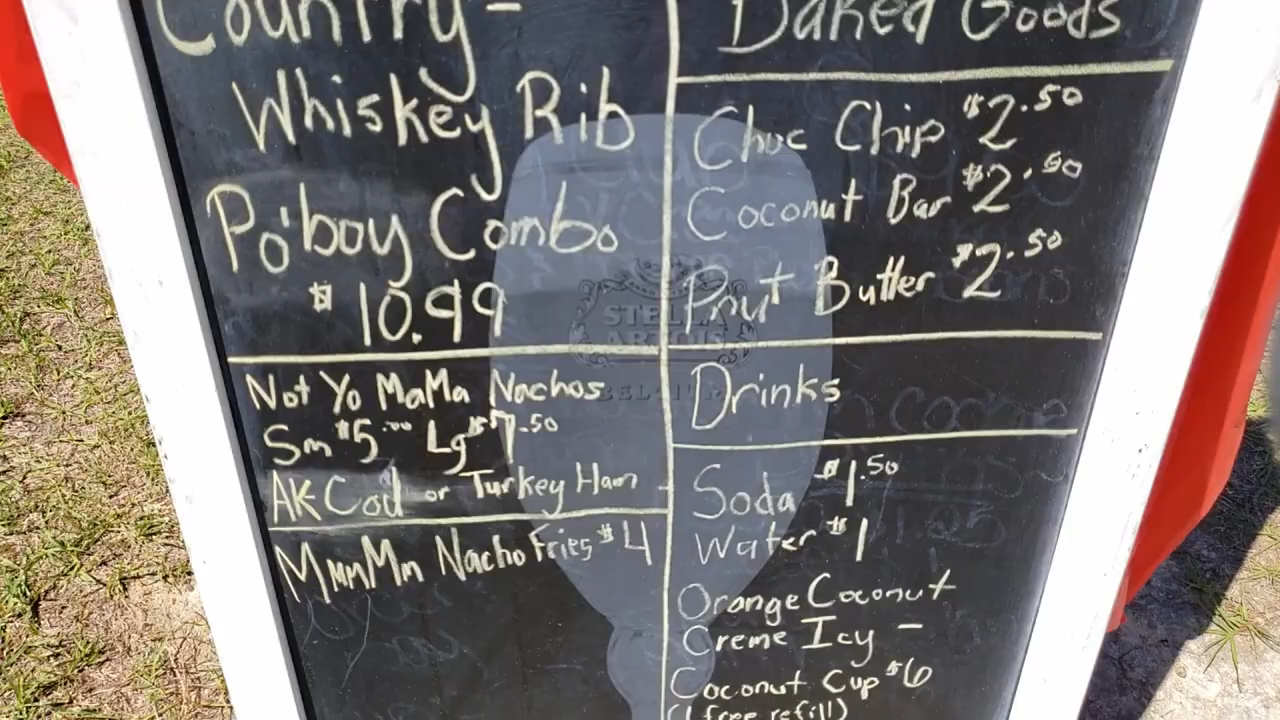 Country -
Whiskey Rib
Po'boy Combo
$10.99
Not Yo MaMa Nachos
Sm $5.00 Lg $7.50
AK Cod or Turkey Ham
MmmMm Nacho Fries $4
Baked Goods
Choc Chip $2.50
Coconut Bar $2.50
Pnut Butter $2.50
Drinks
Soda $1.50
Water $1
Orange Coconut
Creme Icy -
Coconut Cup $6
(1 free refill)
STELLA
ARTOIS
BELGIUM